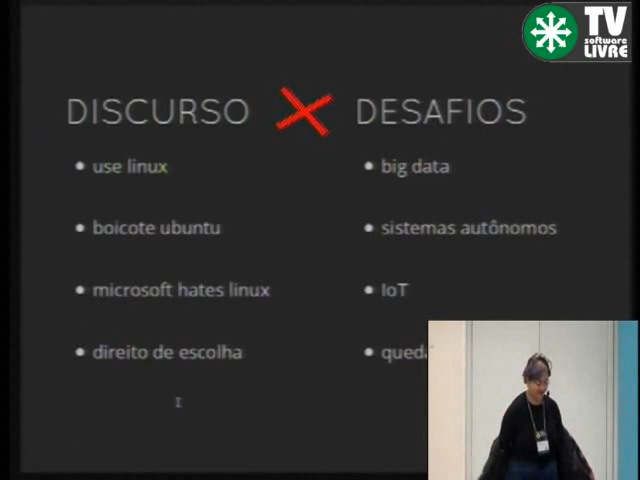 TV
software
LIVRE
DISCURSO X DESAFIOS
use linux
boicote ubuntu
microsoft hates linux
direito de escolha
big data
sistemas autônomos
IoT